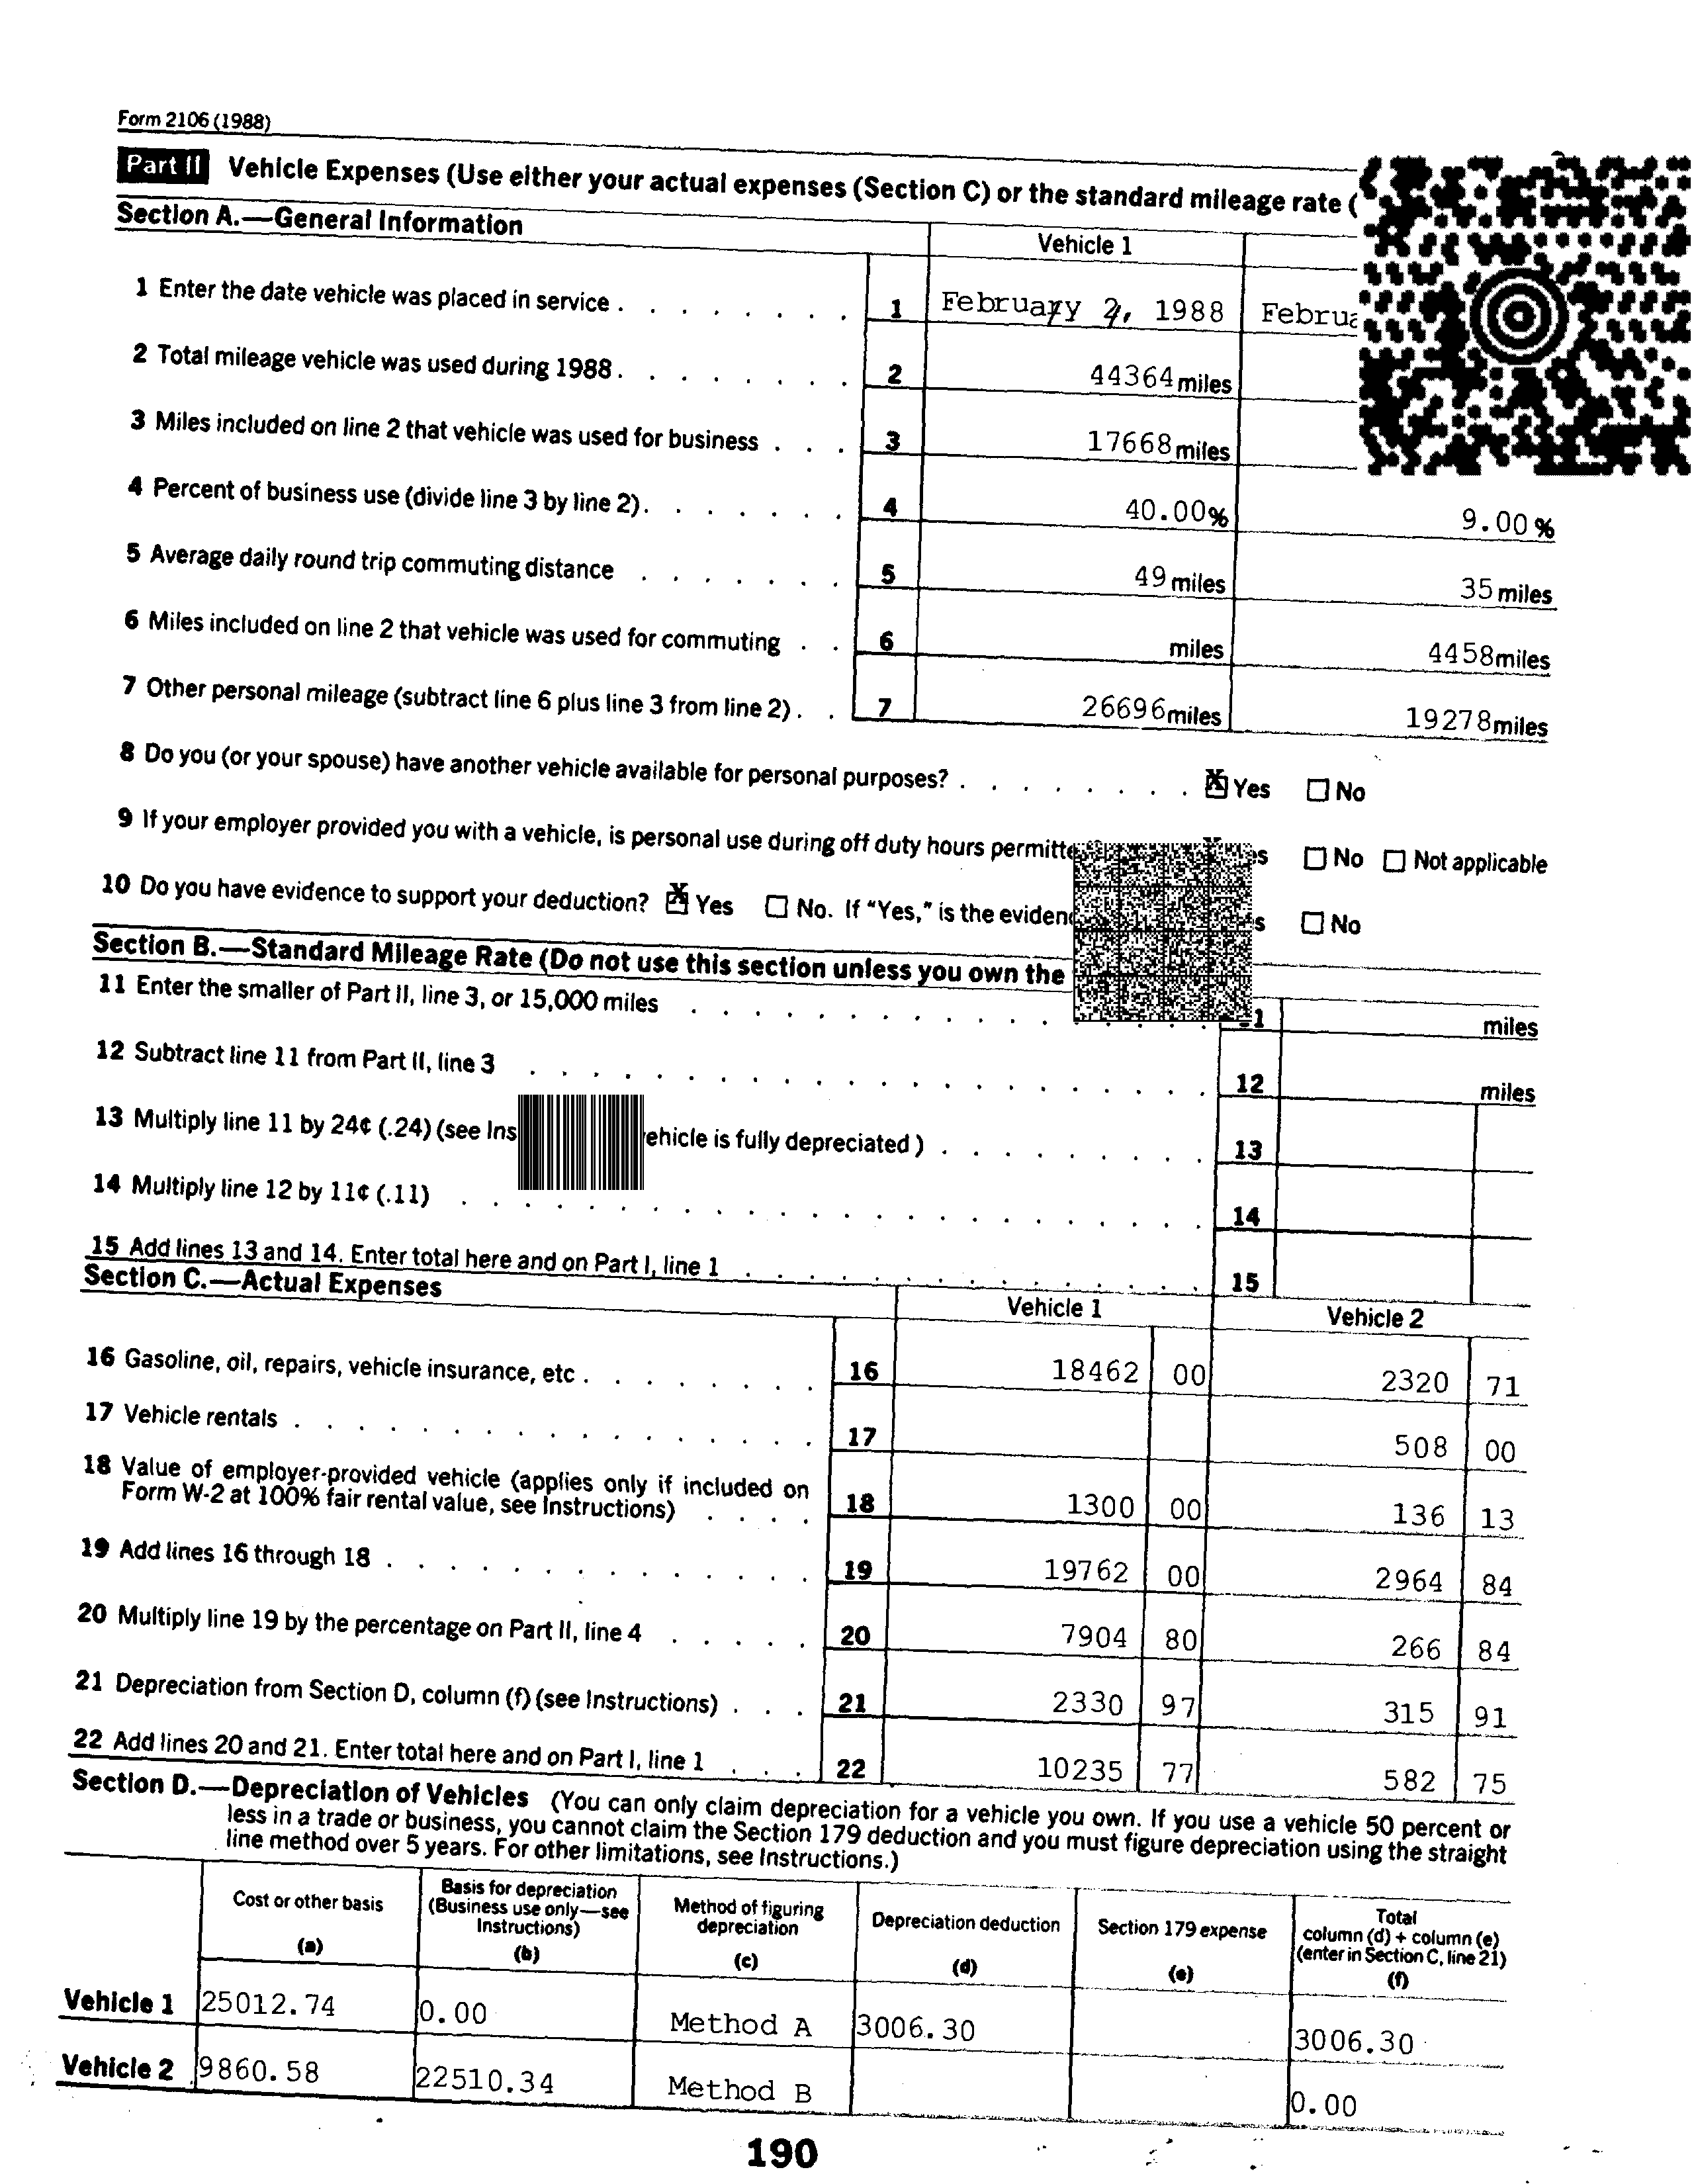 Form 2106 (1988)
Part II Vehicle Expenses (Use either your actual expenses (Section C) or the standard mileage rate (
Section A.—General Information
Vehicle 1
1 Enter the date vehicle was placed in service . . . . . . . . 1 February 2, 1988
2 Total mileage vehicle was used during 1988 . . . . . . . . 2 44364 miles
3 Miles included on line 2 that vehicle was used for business . . . 3 17668 miles
4 Percent of business use (divide line 3 by line 2) . . . . . . . 4 40.00% 9.00%
5 Average daily round trip commuting distance . . . . . . . 5 49 miles 35 miles
6 Miles included on line 2 that vehicle was used for commuting . . 6 miles 4458 miles
7 Other personal mileage (subtract line 6 plus line 3 from line 2) . . 7 26696 miles 19278 miles
8 Do you (or your spouse) have another vehicle available for personal purposes? . . . . . . . . X Yes No
9 If your employer provided you with a vehicle, is personal use during off duty hours No Not applicable
10 Do you have evidence to support your deduction? X Yes No. If "Yes," is the No
Section B.—Standard Mileage Rate (Do not use this section unless you own the
11 Enter the smaller of Part II, line 3, or 15,000 miles . . . . . . . . . . . . miles
12 Subtract line 11 from Part II, line 3 . . . . . . . . . . . . . . . . . . . . . . 12 miles
13 Multiply line 11 by 24¢ (.24) (see is fully depreciated) . . . . . . . . . 13
14 Multiply line 12 by 11¢ (.11) . . . . . . . . . . . . . . . . . . . . . . . . 14
15 Add lines 13 and 14. Enter total here and on Part I, line 1 . . . . . . . . . . . . . . . 15
Section C.—Actual Expenses
Vehicle 1 Vehicle 2
16 Gasoline, oil, repairs, vehicle insurance, etc . . . . . . . . 16 18462 00 2320 71
17 Vehicle rentals . . . . . . . . . . . . . . . . . 17 508 00
18 Value of employer-provided vehicle (applies only if included on
Form W-2 at 100% fair rental value, see Instructions) . . . . 18 1300 00 136 13
19 Add lines 16 through 18 . . . . . . . . . . . . . . 19 19762 00 2964 84
20 Multiply line 19 by the percentage on Part II, line 4 . . . . . 20 7904 80 266 84
21 Depreciation from Section D, column (f) (see Instructions) . . . 21 2330 97 315 91
22 Add lines 20 and 21. Enter total here and on Part I, line 1 . . . 22 10235 77 582 75
Section D.—Depreciation of Vehicles (You can only claim depreciation for a vehicle you own. If you use a vehicle 50 percent or
less in a trade or business, you cannot claim the Section 179 deduction and you must figure depreciation using the straight
line method over 5 years. For other limitations, see Instructions.)
Cost or other basis (a)
Basis for depreciation (Business use only—see Instructions) (b)
Method of figuring depreciation (c)
Depreciation deduction (d)
Section 179 expense (e)
Total column (d) + column (e) (enter in Section C, line 21) (f)
Vehicle 1 25012.74 0.00 Method A 3006.30 3006.30
Vehicle 2 9860.58 22510.34 Method B 0.00
190